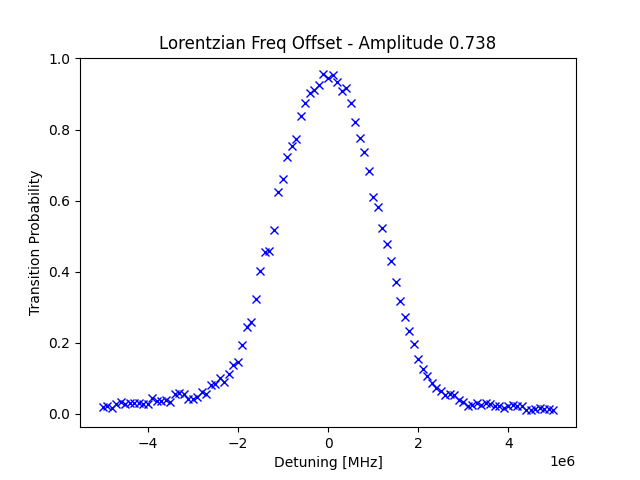 Lorentzian Freq Offset - Amplitude 0.738
Transition Probability
1.0
0.8
0.6
0.4
0.2
0.0
−4 −2 0 2 4
1e6
Detuning [MHz]